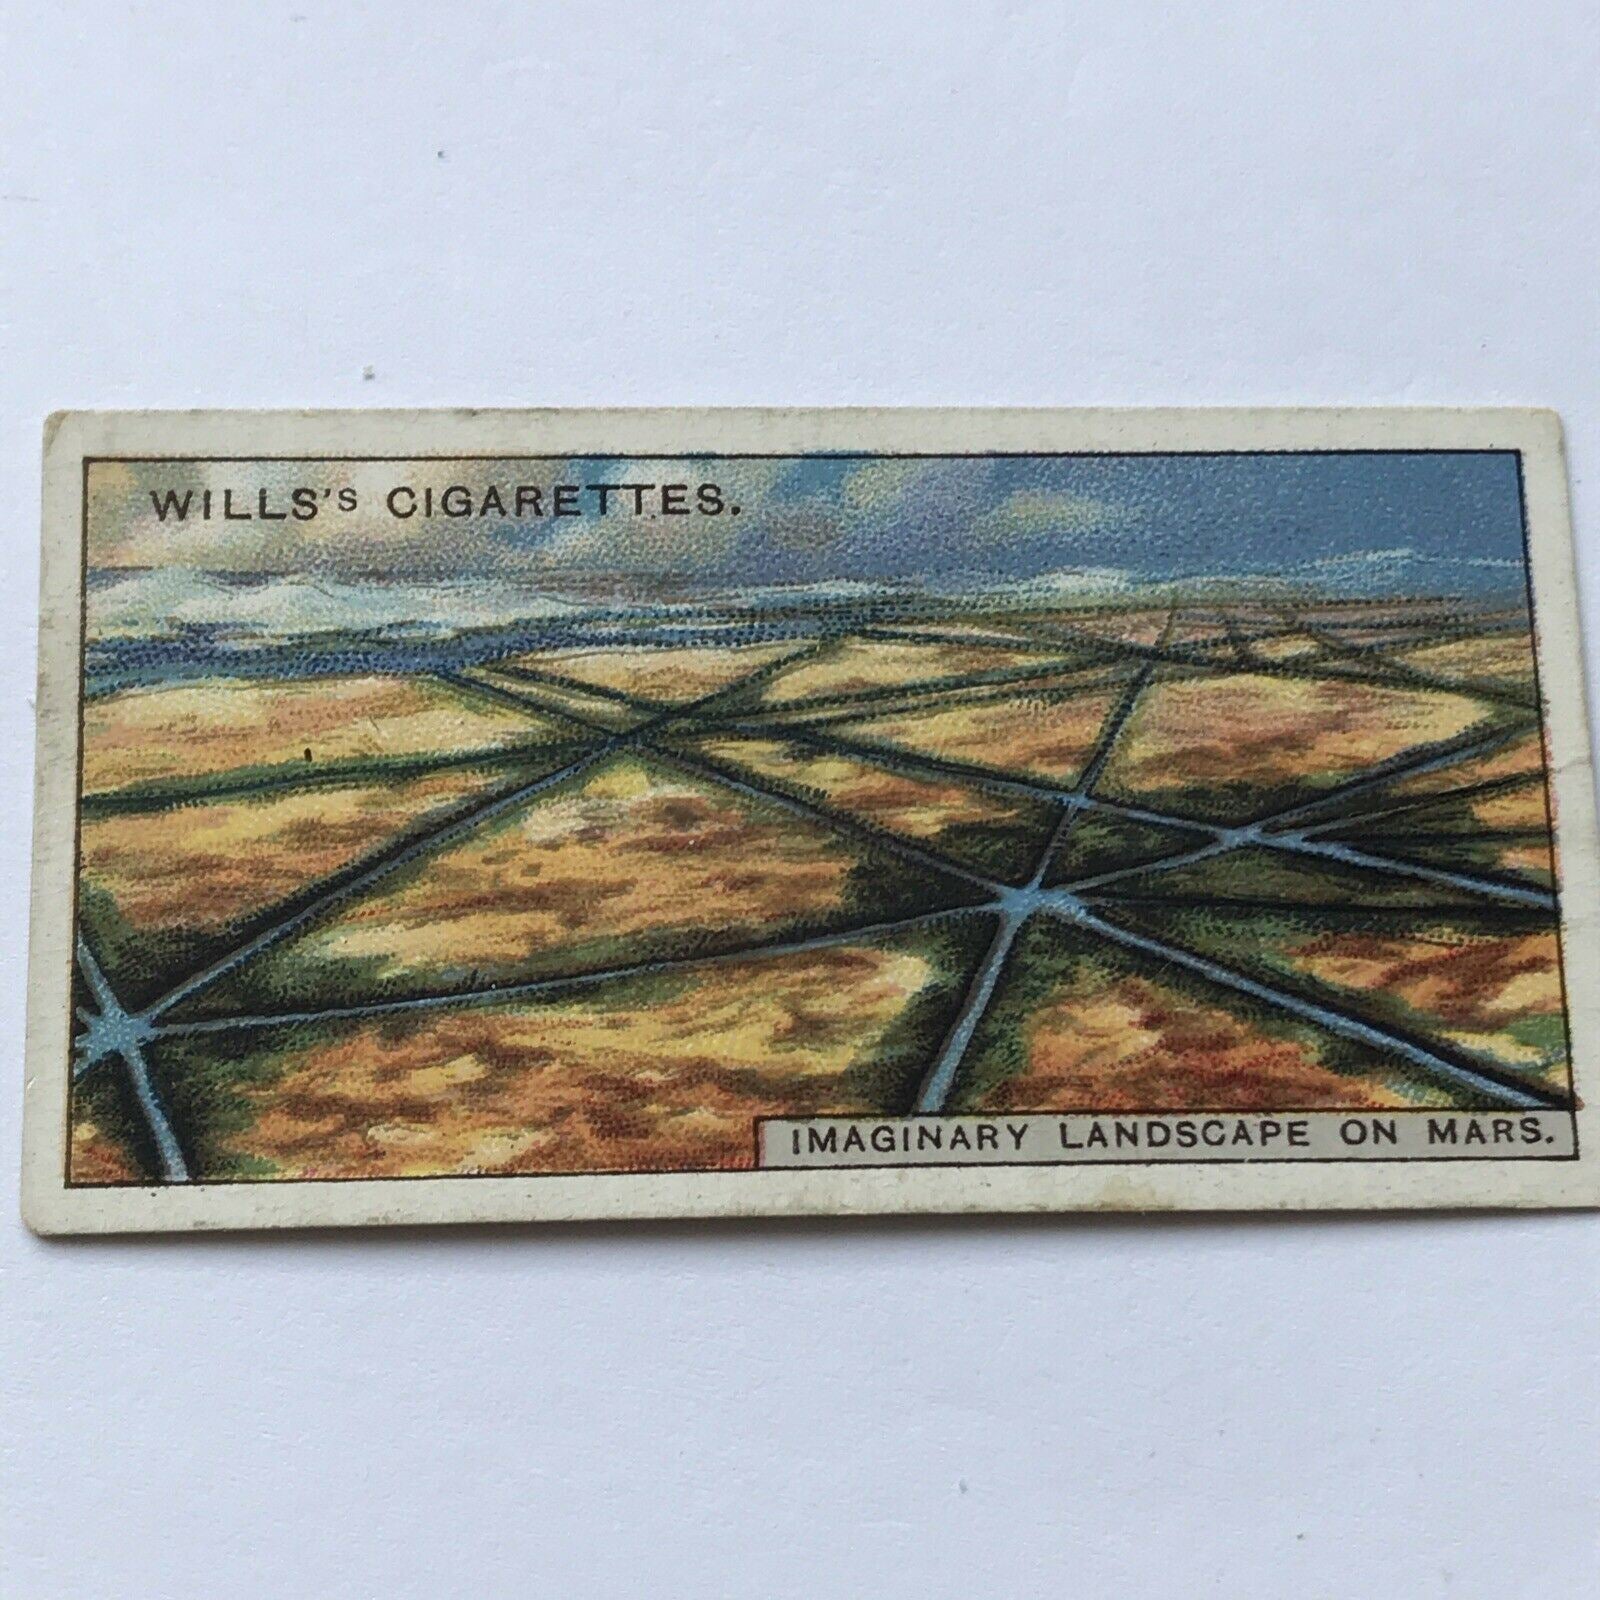 WILLS's CIGARETTES.
IMAGINARY LANDSCAPE ON MARS.